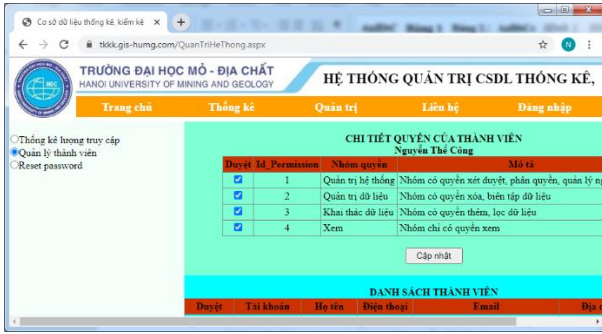 Cơ sở dữ liệu thống kê, kiểm kê
tkkk.gis-humg.com/QuanTriHeThong.aspx
N
TRƯỜNG ĐẠI HỌC MỎ - ĐỊA CHẤT
HANOI UNIVERSITY OF MINING AND GEOLOGY
HỆ THỐNG QUẢN TRỊ CSDL THỐNG KÊ,
Trang chủ Thống kê Quản trị Liên hệ Đăng nhập
Thống kê lượng truy cập
Quản lý thành viên
Reset password
CHI TIẾT QUYỀN CỦA THÀNH VIÊN
Nguyễn Thế Công
Duyệt Id_Permission Nhóm quyền Mô tả
1 Quản trị hệ thống Nhóm có quyền xét duyệt, phân quyền, quản lý
2 Quản trị dữ liệu Nhóm có quyền xóa, biên tập dữ liệu
3 Khai thác dữ liệu Nhóm có quyền thêm, lọc dữ liệu
4 Xem Nhóm chỉ có quyền xem
Cập nhật
DANH SÁCH THÀNH VIÊN
Duyệt Tài khoản Họ tên Điện thoại Email Địa